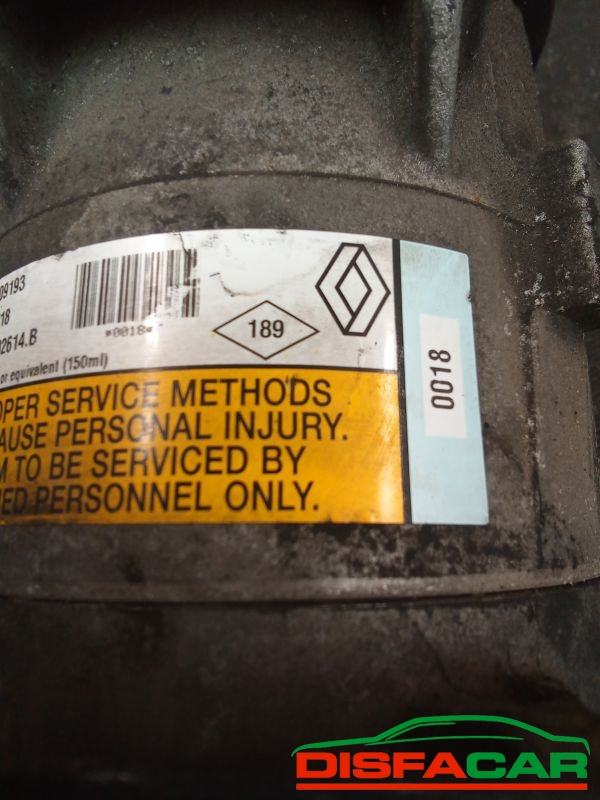 09193
18
02614.B
*0018*
189
0018
or equivalent (150ml)
OPER SERVICE METHODS
AUSE PERSONAL INJURY.
M TO BE SERVICED BY
ED PERSONNEL ONLY.
DISFACAR